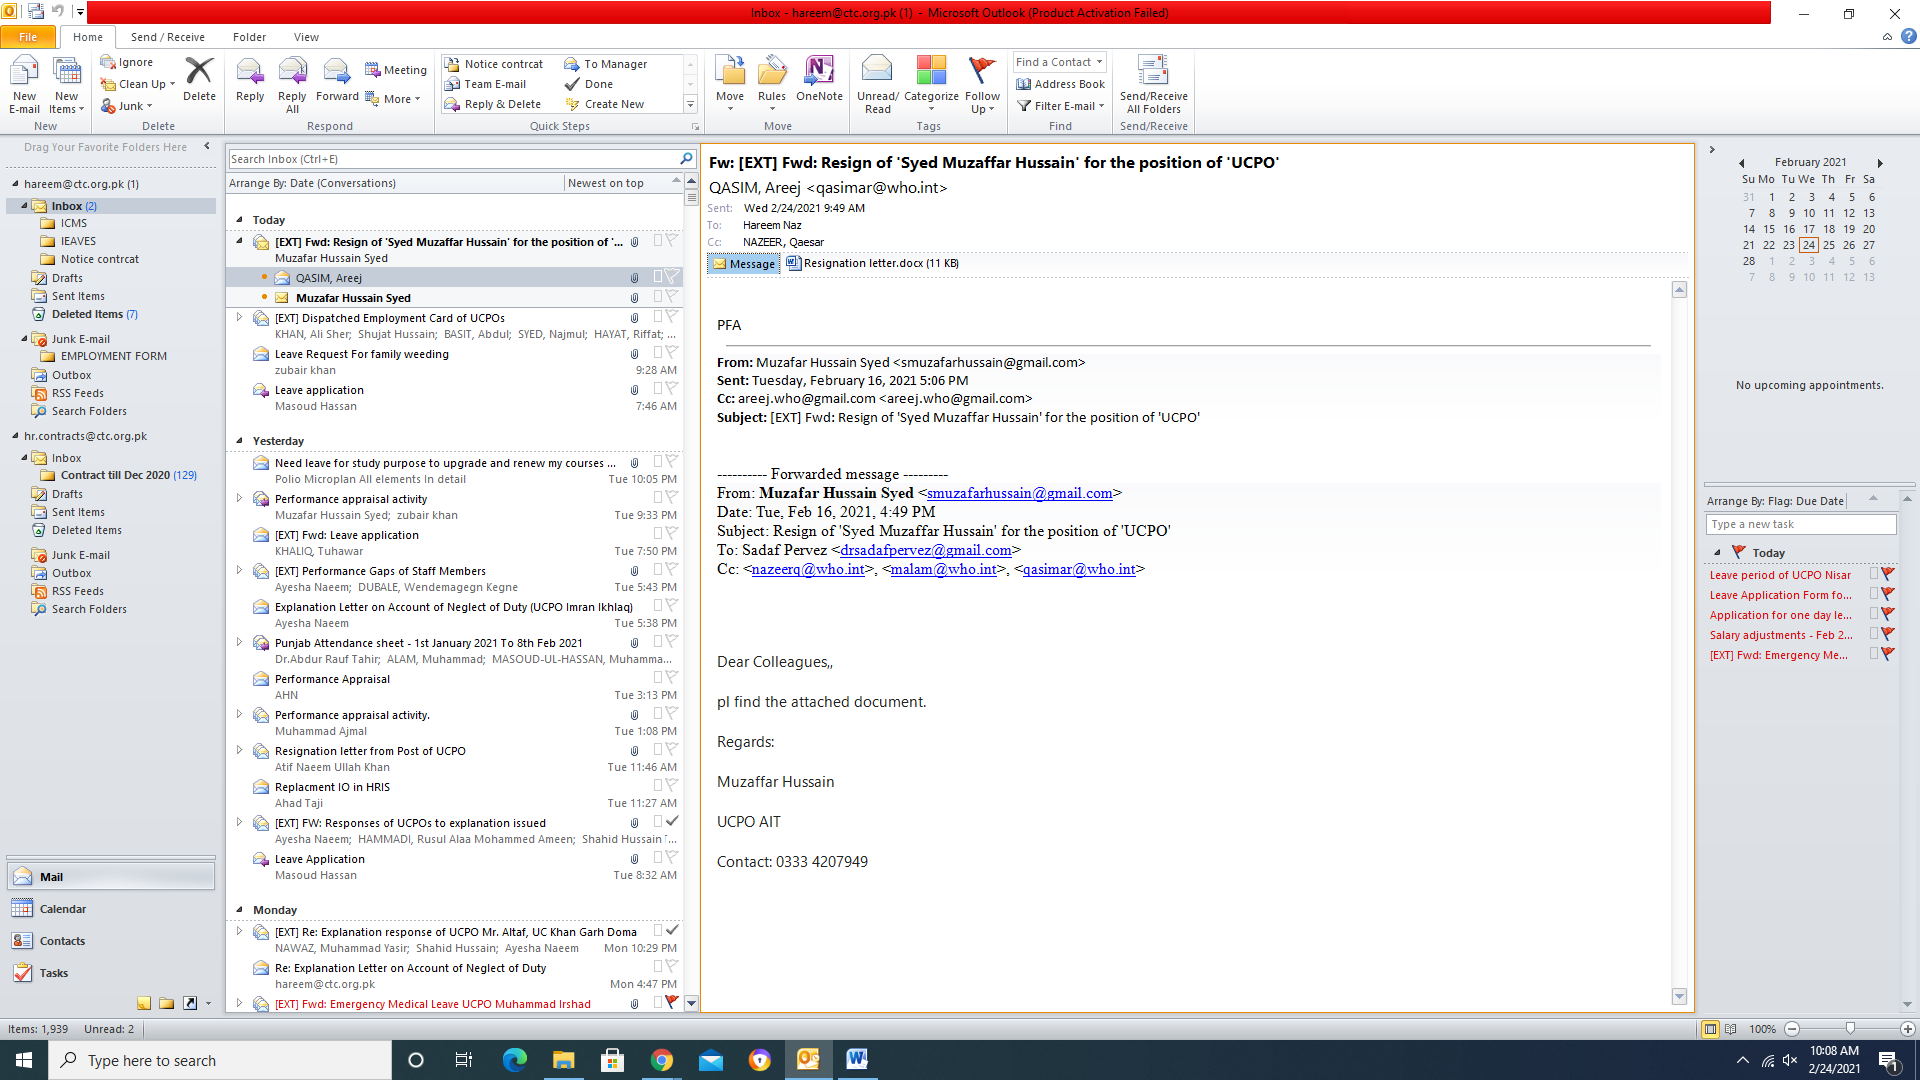 Inbox - hareem@ctc.org.pk (1) - Microsoft Outlook (Product Activation Failed)
File Home Send / Receive Folder View
New E-mail
New Items
New
Ignore
Clean Up
Junk
Delete
Delete
Reply
Reply All
Forward
Meeting
More
Respond
Notice contrcat
Team E-mail
Reply & Delete
To Manager
Done
Create New
Quick Steps
Move
Rules
OneNote
Move
Unread/ Read
Categorize
Follow Up
Tags
Find a Contact
Address Book
Filter E-mail
Find
Send/Receive All Folders
Send/Receive
Drag Your Favorite Folders Here
hareem@ctc.org.pk (1)
Inbox (2)
ICMS
IEAVES
Notice contrcat
Drafts
Sent Items
Deleted Items (7)
Junk E-mail
EMPLOYMENT FORM
Outbox
RSS Feeds
Search Folders
hr.contracts@ctc.org.pk
Inbox
Contract till Dec 2020 (129)
Drafts
Sent Items
Deleted Items
Junk E-mail
Outbox
RSS Feeds
Search Folders
Mail
Calendar
Contacts
Tasks
Search Inbox (Ctrl+E)
Arrange By: Date (Conversations) Newest on top
Today
[EXT] Fwd: Resign of 'Syed Muzaffar Hussain' for the position of '...
Muzafar Hussain Syed
QASIM, Areej
Muzafar Hussain Syed
[EXT] Dispatched Employment Card of UCPOs
KHAN, Ali Sher; Shujat Hussain; BASIT, Abdul; SYED, Najmul; HAYAT, Riffat; ...
Leave Request For family weeding
zubair khan 9:28 AM
Leave application
Masoud Hassan 7:46 AM
Yesterday
Need leave for study purpose to upgrade and renew my courses ...
Polio Microplan All elements In detail Tue 10:05 PM
Performance appraisal activity
Muzafar Hussain Syed; zubair khan Tue 9:33 PM
[EXT] Fwd: Leave application
KHALIQ, Tuhawar Tue 7:50 PM
[EXT] Performance Gaps of Staff Members
Ayesha Naeem; DUBALE, Wendemagegn Kegne Tue 5:43 PM
Explanation Letter on Account of Neglect of Duty (UCPO Imran Ikhlaq)
Ayesha Naeem Tue 5:38 PM
Punjab Attendance sheet - 1st January 2021 To 8th Feb 2021
Dr.Abdur Rauf Tahir; ALAM, Muhammad; MASOUD-UL-HASSAN, Muhamma...
Performance Appraisal
AHN Tue 3:13 PM
Performance appraisal activity.
Muhammad Ajmal Tue 1:08 PM
Resignation letter from Post of UCPO
Atif Naeem Ullah Khan Tue 11:46 AM
Replacment IO in HRIS
Ahad Taji Tue 11:27 AM
[EXT] FW: Responses of UCPOs to explanation issued
Ayesha Naeem; HAMMADI, Rusul Alaa Mohammed Ameen; Shahid Hussain T...
Leave Application
Masoud Hassan Tue 8:32 AM
Monday
[EXT] Re: Explanation response of UCPO Mr. Altaf, UC Khan Garh Doma
NAWAZ, Muhammad Yasir; Shahid Hussain; Ayesha Naeem Mon 10:29 PM
Re: Explanation Letter on Account of Neglect of Duty
hareem@ctc.org.pk Mon 4:47 PM
[EXT] Fwd: Emergency Medical Leave UCPO Muhammad Irshad
Fw: [EXT] Fwd: Resign of 'Syed Muzaffar Hussain' for the position of 'UCPO'
QASIM, Areej <qasimar@who.int>
Sent: Wed 2/24/2021 9:49 AM
To: Hareem Naz
Cc: NAZEER, Qaesar
Message Resignation letter.docx (11 KB)
PFA
From: Muzafar Hussain Syed <smuzafarhussain@gmail.com>
Sent: Tuesday, February 16, 2021 5:06 PM
Cc: areej.who@gmail.com <areej.who@gmail.com>
Subject: [EXT] Fwd: Resign of 'Syed Muzaffar Hussain' for the position of 'UCPO'
---------- Forwarded message ---------
From: Muzafar Hussain Syed <smuzafarhussain@gmail.com>
Date: Tue, Feb 16, 2021, 4:49 PM
Subject: Resign of 'Syed Muzaffar Hussain' for the position of 'UCPO'
To: Sadaf Pervez <drsadafpervez@gmail.com>
Cc: <nazeerq@who.int>, <malam@who.int>, <qasimar@who.int>
Dear Colleagues,,
pl find the attached document.
Regards:
Muzaffar Hussain
UCPO AIT
Contact: 0333 4207949
February 2021
Su Mo Tu We Th Fr Sa
31 1 2 3 4 5 6
7 8 9 10 11 12 13
14 15 16 17 18 19 20
21 22 23 24 25 26 27
28 1 2 3 4 5 6
7 8 9 10 11 12 13
No upcoming appointments.
Arrange By: Flag: Due Date
Type a new task
Today
Leave period of UCPO Nisar
Leave Application Form fo...
Application for one day le...
Salary adjustments - Feb 2...
[EXT] Fwd: Emergency Me...
Items: 1,939 Unread: 2
100%
Type here to search
10:08 AM
2/24/2021
1